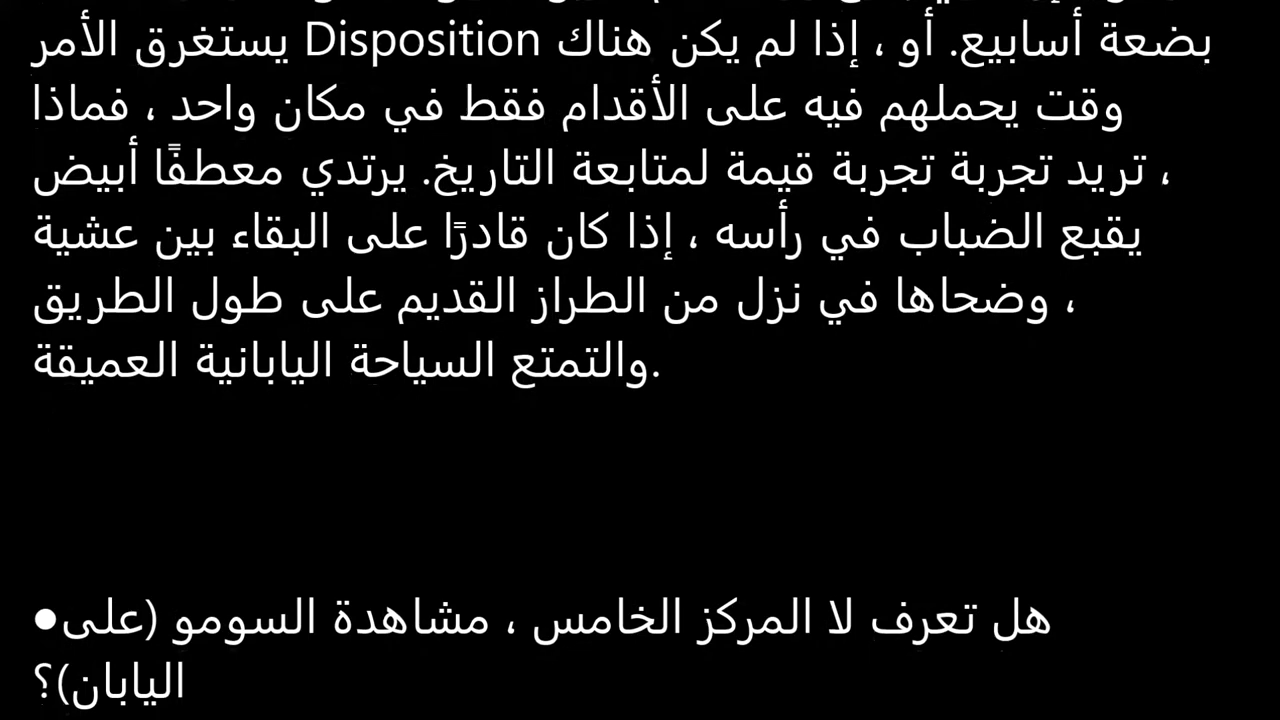 يستغرق الأمر Disposition بضعة أسابيع. أو ، إذا لم يكن هناك
وقت يحملهم فيه على الأقدام فقط في مكان واحد ، فماذا
تريد تجربة تجربة قيمة لمتابعة التاريخ. يرتدي معطفًا أبيض ،
يقبع الضباب في رأسه ، إذا كان قادرًا على البقاء بين عشية
وضحاها في نزل من الطراز القديم على طول الطريق ،
والتمتع السياحة اليابانية العميقة.
●هل تعرف لا المركز الخامس ، مشاهدة السومو (على
اليابان)؟